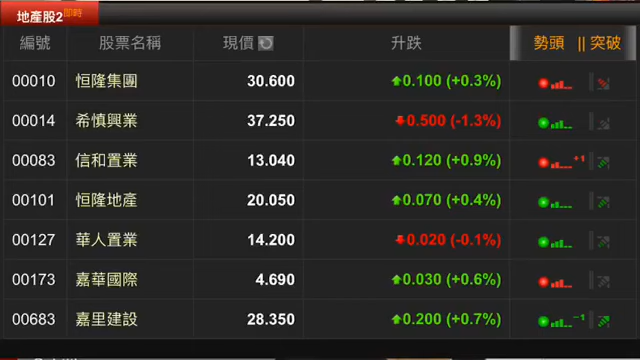 地產股2即時
編號 股票名稱 現價 升跌 勢頭 || 突破
00010 恒隆集團 30.600 0.100 (+0.3%)
00014 希慎興業 37.250 0.500 (-1.3%)
00083 信和置業 13.040 0.120 (+0.9%) +1
00101 恒隆地產 20.050 0.070 (+0.4%)
00127 華人置業 14.200 0.020 (-0.1%)
00173 嘉華國際 4.690 0.030 (+0.6%)
00683 嘉里建設 28.350 0.200 (+0.7%) -1